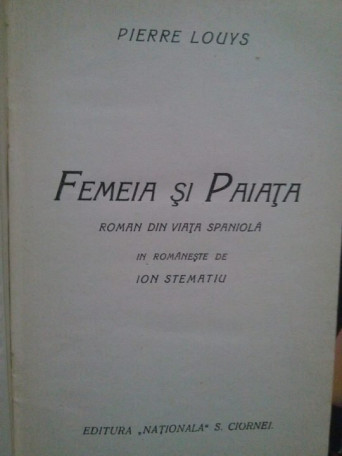 PIERRE LOUYS
FEMEIA ŞI PAIAŢA
ROMAN DIN VIAŢA SPANIOLĂ
IN ROMÂNEŞTE DE
ION STEMATIU
EDITURA „NAŢIONALA“ S. CIORNEI.